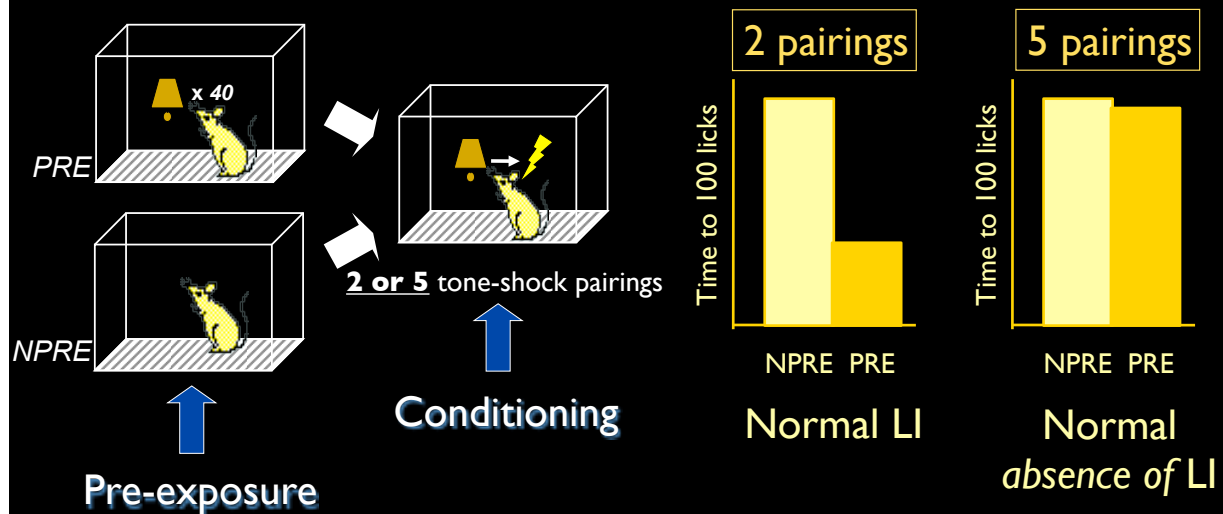 PRE
x 40
NPRE
Pre-exposure
2 or 5 tone-shock pairings
Conditioning
2 pairings
Time to 100 licks
NPRE PRE
Normal LI
5 pairings
Time to 100 licks
NPRE PRE
Normal
absence of LI